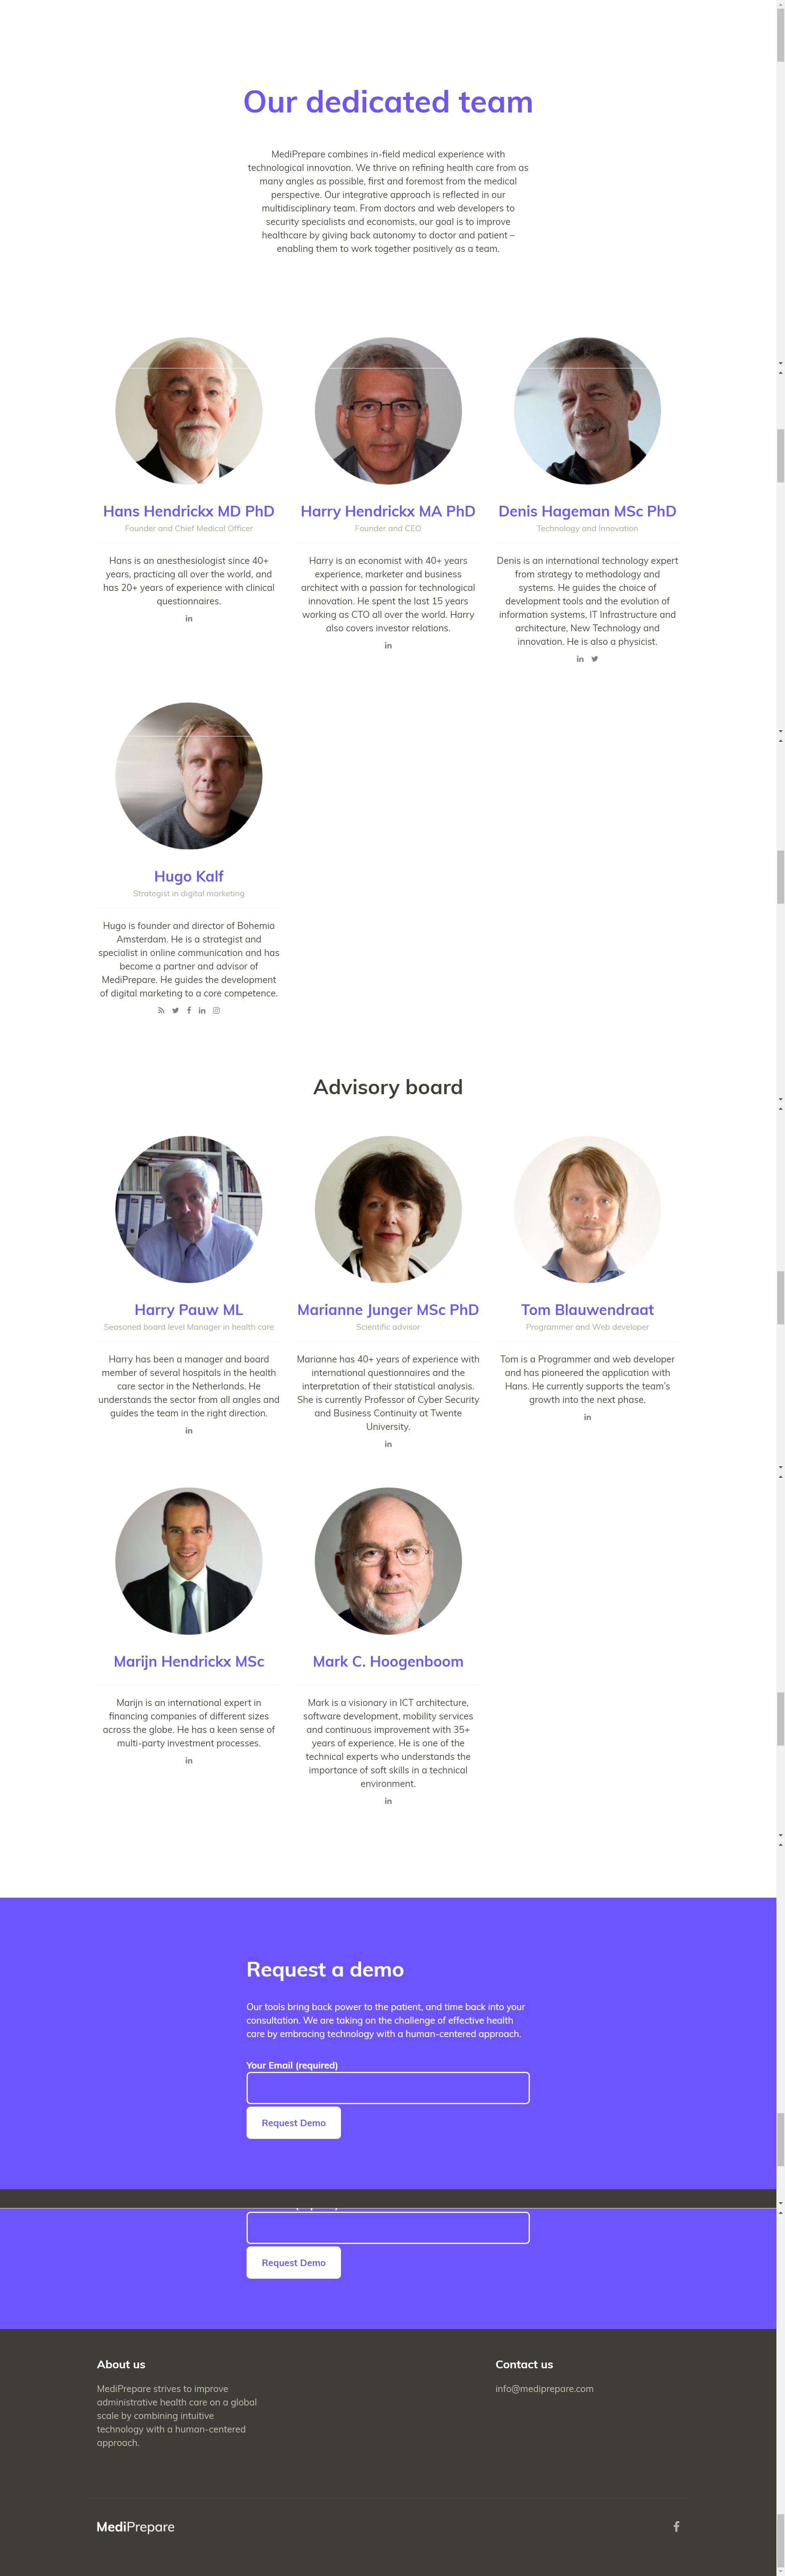 Our dedicated team
MediPrepare combines in-field medical experience with
technological innovation. We thrive on refining health care from as
many angles as possible, first and foremost from the medical
perspective. Our integrative approach is reflected in our
multidisciplinary team. From doctors and web developers to
security specialists and economists, our goal is to improve
healthcare by giving back autonomy to doctor and patient –
enabling them to work together positively as a team.
Hans Hendrickx MD PhD
Founder and Chief Medical Officer
Hans is an anesthesiologist since 40+
years, practicing all over the world, and
has 20+ years of experience with clinical
questionnaires.
Harry Hendrickx MA PhD
Founder and CEO
Harry is an economist with 40+ years
experience, marketer and business
architect with a passion for technological
innovation. He spent the last 15 years
working as CTO all over the world. Harry
also covers investor relations.
Denis Hageman MSc PhD
Technology and Innovation
Denis is an international technology expert
from strategy to methodology and
systems. He guides the choice of
development tools and the evolution of
information systems, IT Infrastructure and
architecture, New Technology and
innovation. He is also a physicist.
Hugo Kalf
Strategist in digital marketing
Hugo is founder and director of Bohemia
Amsterdam. He is a strategist and
specialist in online communication and has
become a partner and advisor of
MediPrepare. He guides the development
of digital marketing to a core competence.
Advisory board
Harry Pauw ML
Seasoned board level Manager in health care
Harry has been a manager and board
member of several hospitals in the health
care sector in the Netherlands. He
understands the sector from all angles and
guides the team in the right direction.
Marianne Junger MSc PhD
Scientific advisor
Marianne has 40+ years of experience with
international questionnaires and the
interpretation of their statistical analysis.
She is currently Professor of Cyber Security
and Business Continuity at Twente
University.
Tom Blauwendraat
Programmer and Web developer
Tom is a Programmer and web developer
and has pioneered the application with
Hans. He currently supports the team's
growth into the next phase.
Marijn Hendrickx MSc
Marijn is an international expert in
financing companies of different sizes
across the globe. He has a keen sense of
multi-party investment processes.
Mark C. Hoogenboom
Mark is a visionary in ICT architecture,
software development, mobility services
and continuous improvement with 35+
years of experience. He is one of the
technical experts who understands the
importance of soft skills in a technical
environment.
Request a demo
Our tools bring back power to the patient, and time back into your
consultation. We are taking on the challenge of effective health
care by embracing technology with a human-centered approach.
Your Email (required)
Request Demo
Request Demo
About us
MediPrepare strives to improve
administrative health care on a global
scale by combining intuitive
technology with a human-centered
approach.
Contact us
info@mediprepare.com
MediPrepare